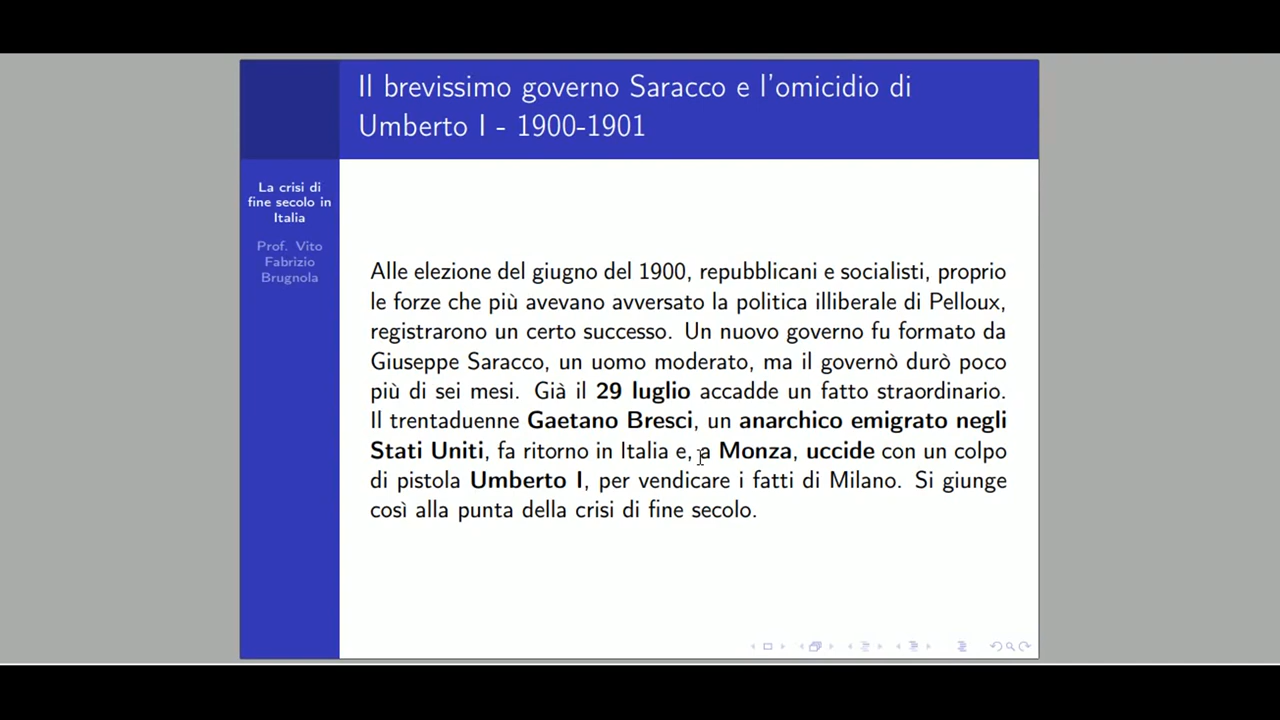 Il brevissimo governo Saracco e l'omicidio di
Umberto I - 1900-1901
La crisi di
fine secolo in
Italia
Prof. Vito
Fabrizio
Brugnola
Alle elezione del giugno del 1900, repubblicani e socialisti, proprio
le forze che più avevano avversato la politica illiberale di Pelloux,
registrarono un certo successo. Un nuovo governo fu formato da
Giuseppe Saracco, un uomo moderato, ma il governò durò poco
più di sei mesi. Già il 29 luglio accadde un fatto straordinario.
Il trentaduenne Gaetano Bresci, un anarchico emigrato negli
Stati Uniti, fa ritorno in Italia e, a Monza, uccide con un colpo
di pistola Umberto I, per vendicare i fatti di Milano. Si giunge
così alla punta della crisi di fine secolo.